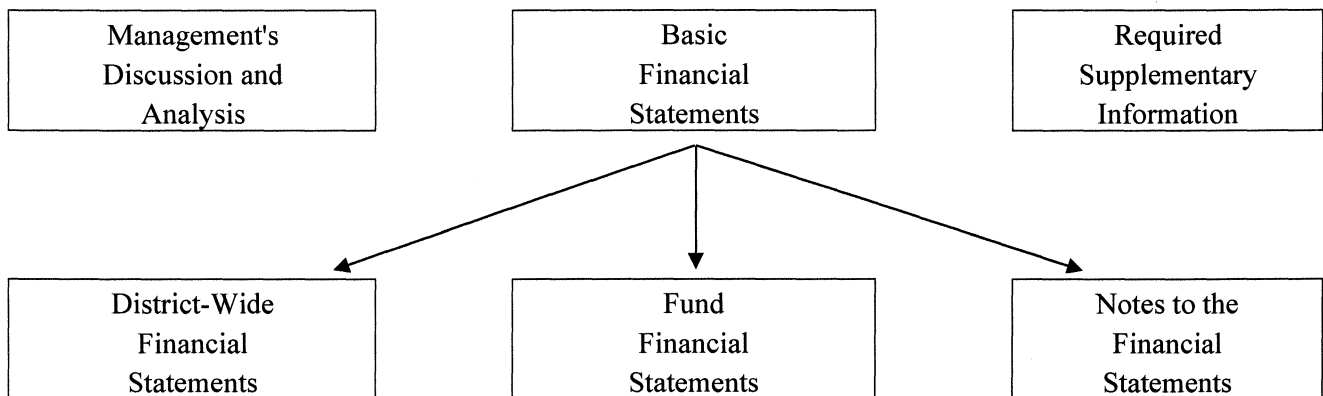 Management's
Discussion and
Analysis
Basic
Financial
Statements
Required
Supplementary
Information
District-Wide
Financial
Statements
Fund
Financial
Statements
Notes to the
Financial
Statements